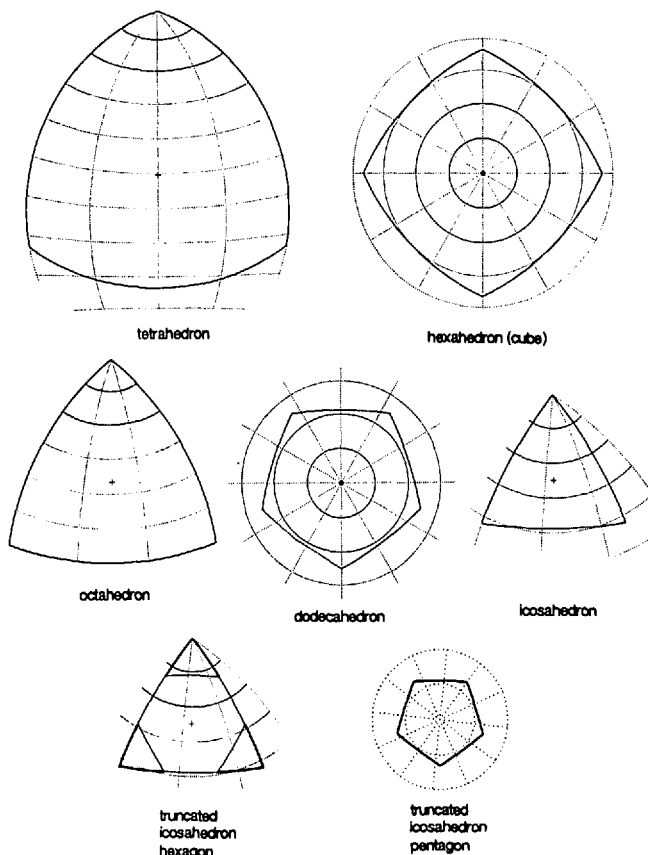 tetrahedron
hexahedron (cube)
octahedron
dodecahedron
icosahedron
truncated
icosahedron
hexagon
truncated
icosahedron
pentagon